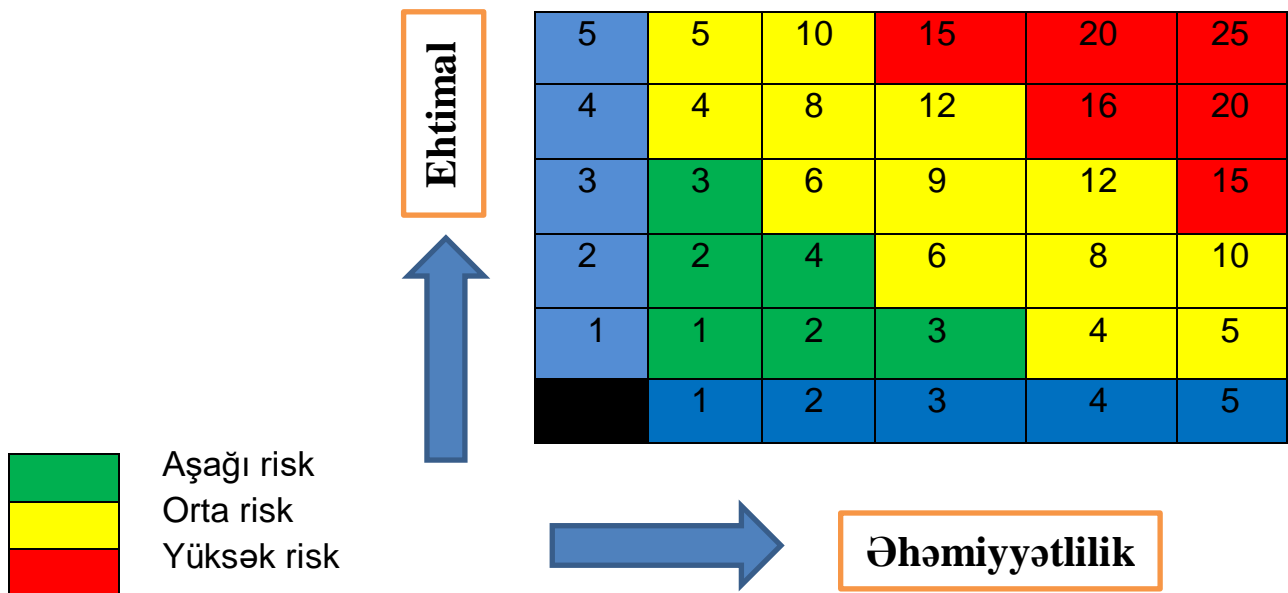 Ehtimal
5 5 10 15 20 25
4 4 8 12 16 20
3 3 6 9 12 15
2 2 4 6 8 10
1 1 2 3 4 5
1 2 3 4 5
Aşağı risk
Orta risk
Yüksək risk
Əhəmiyyətlilik